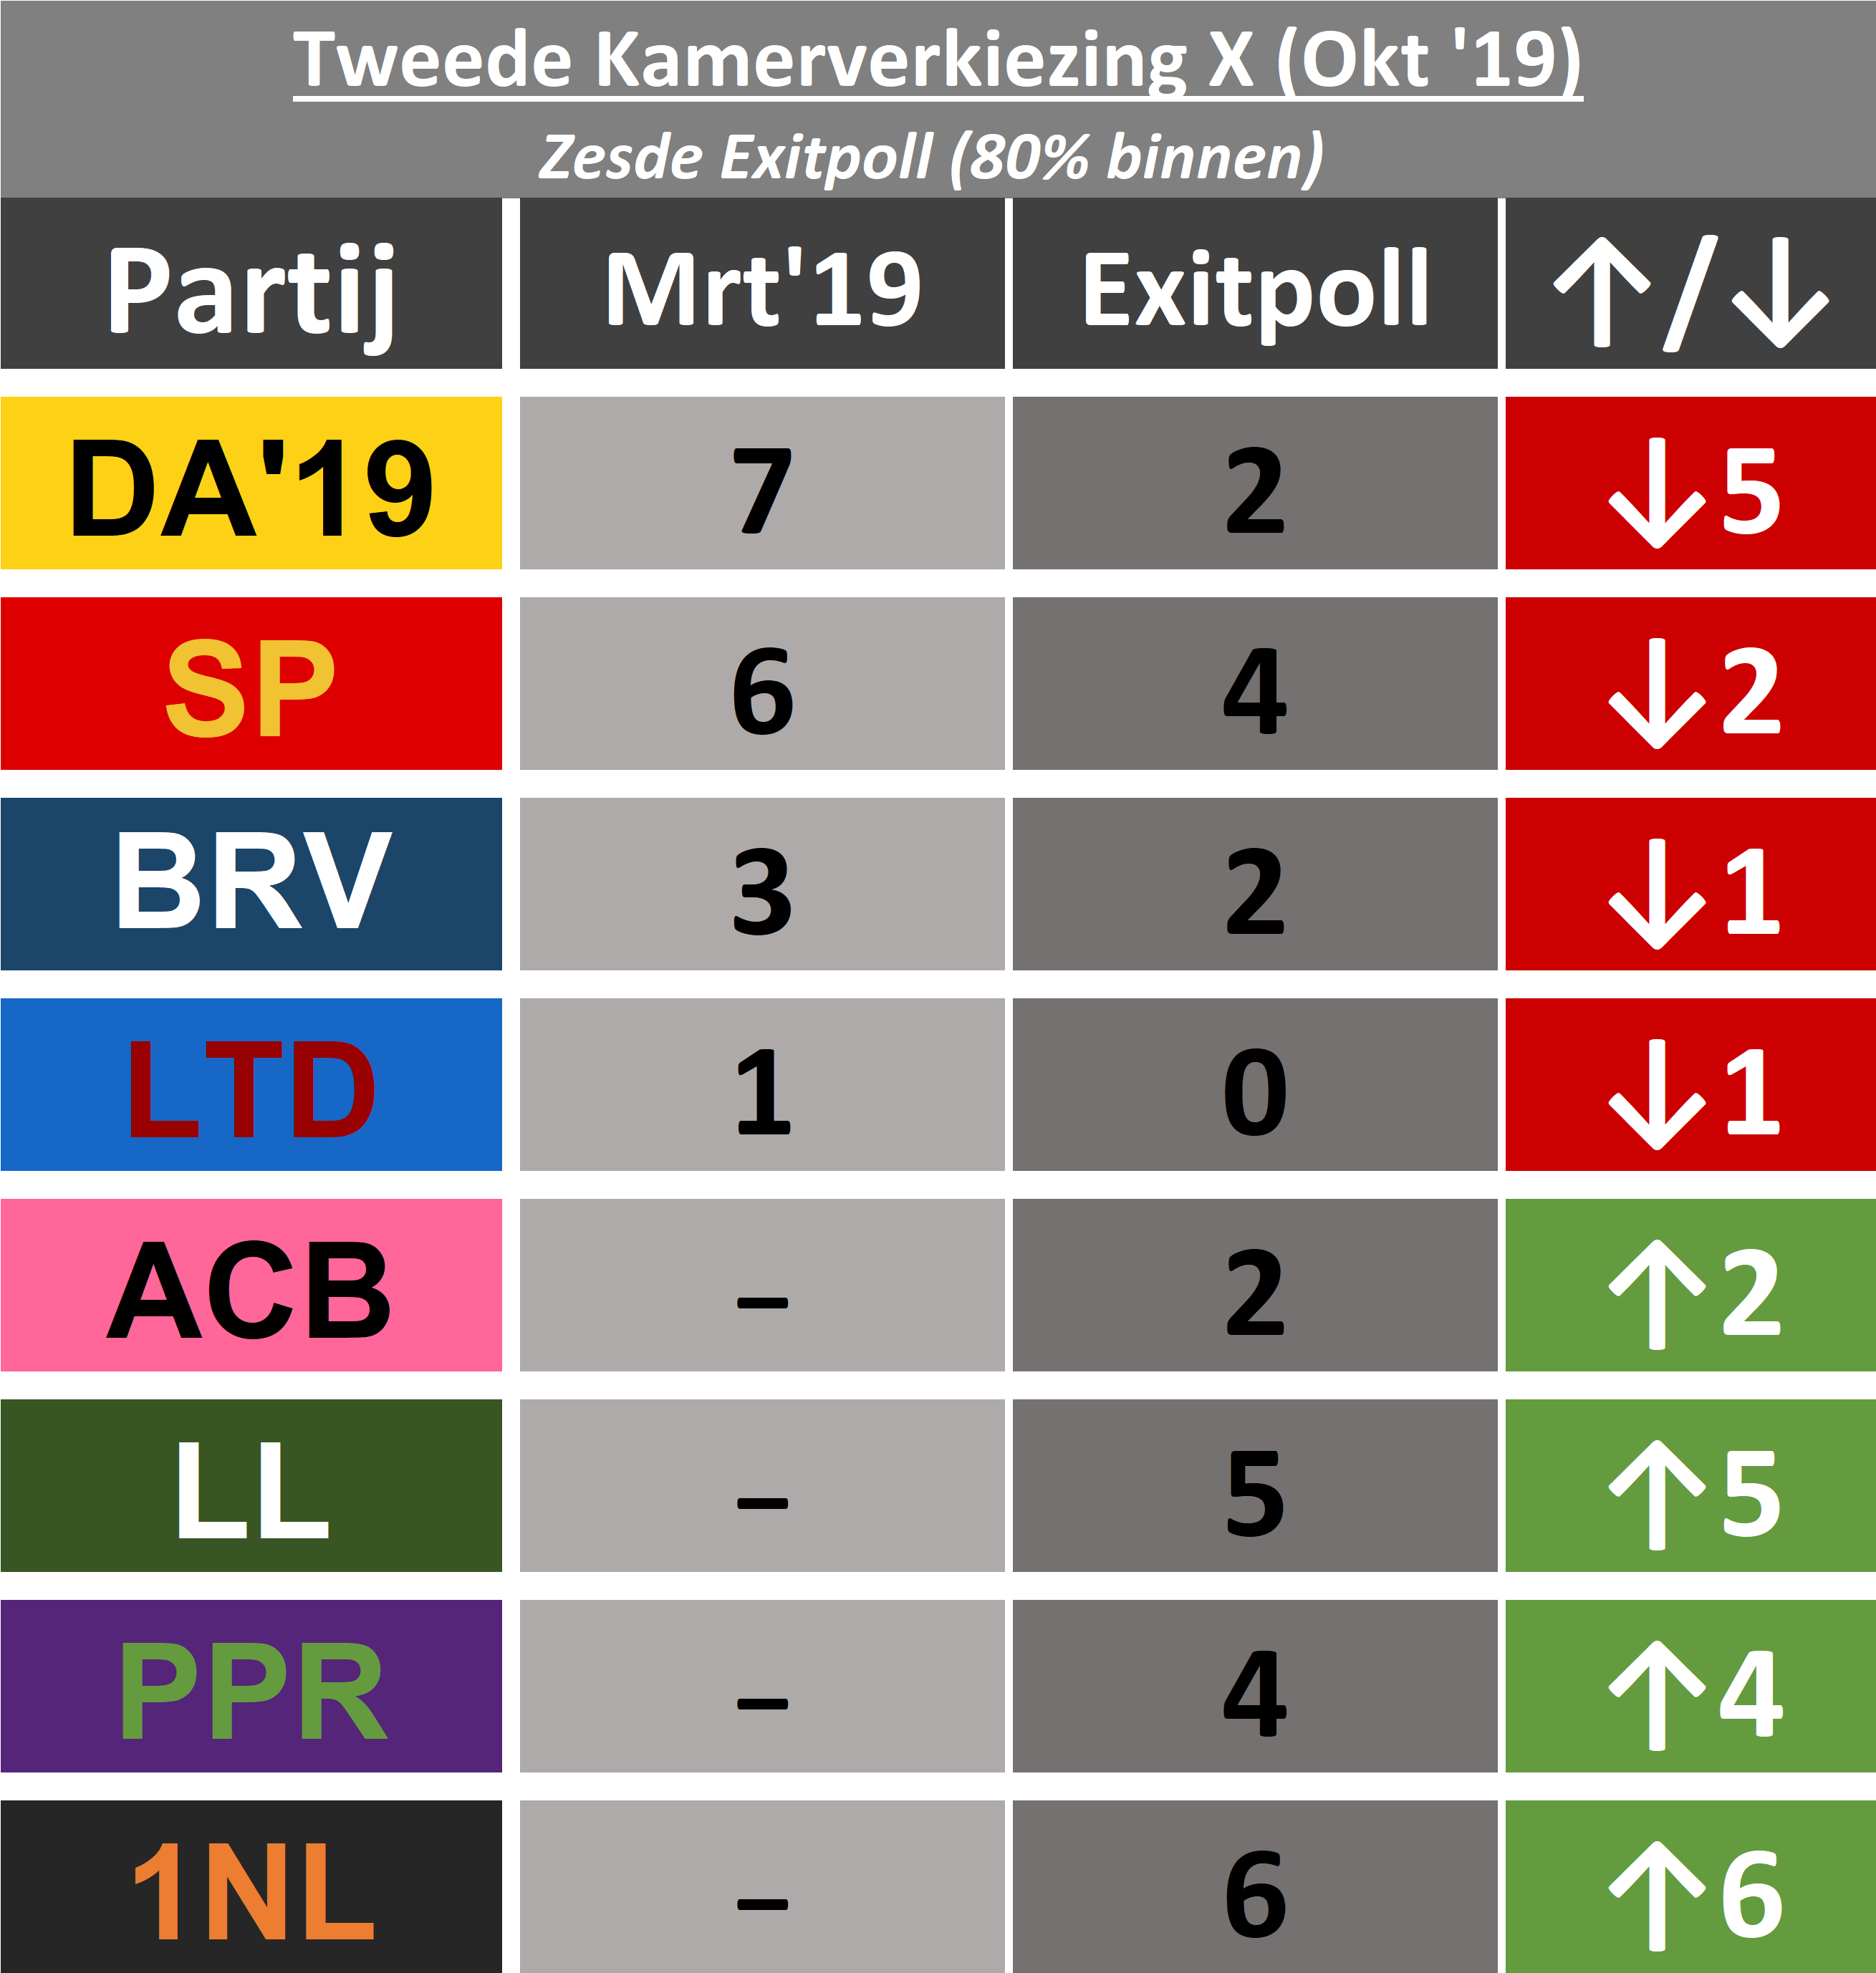 Tweede Kamerverkiezing X (Okt '19)
Zesde Exitpoll (80% binnen)
Partij Mrt'19 Exitpoll ↑/↓
DA'19 7 2 ↓5
SP 6 4 ↓2
BRV 3 2 ↓1
LTD 1 0 ↓1
ACB – 2 ↑2
LL – 5 ↑5
PPR – 4 ↑4
1NL – 6 ↑6